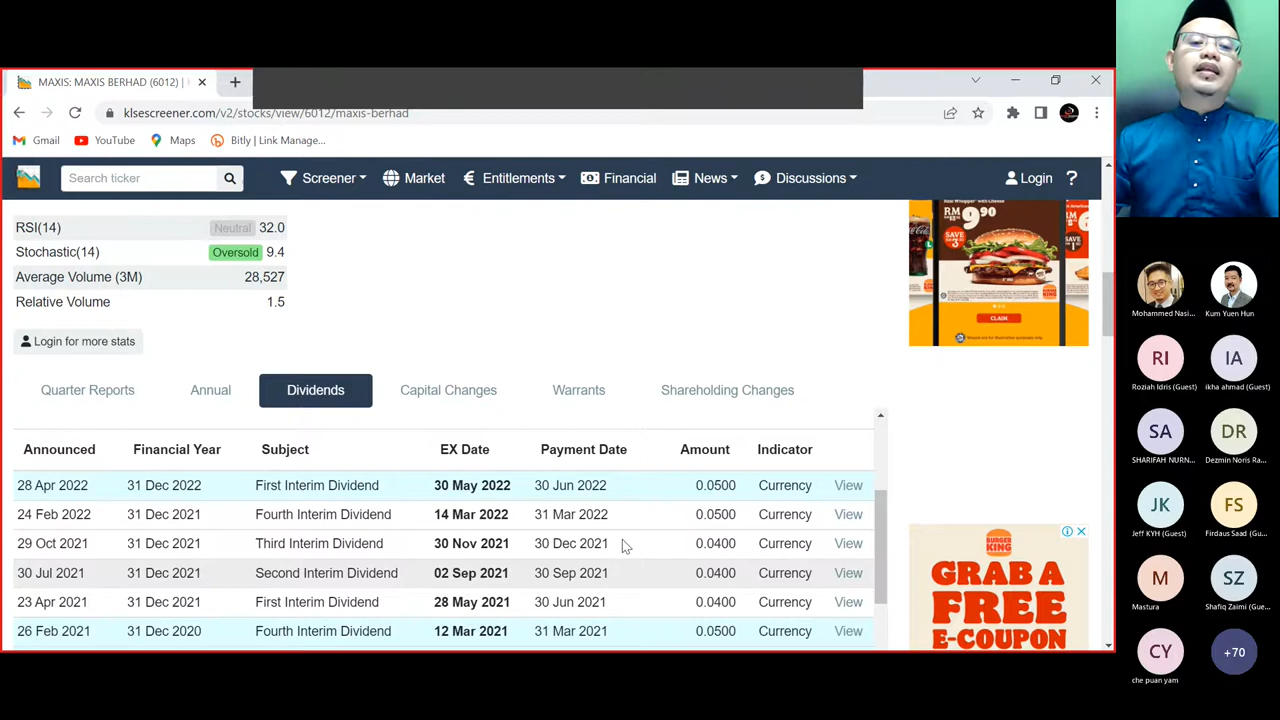 MAXIS: MAXIS BERHAD (6012) |
klsescreener.com/v2/stocks/view/6012/maxis-berhad
Gmail YouTube Maps Bitly | Link Manage...
Search ticker Screener Market Entitlements Financial News Discussions Login ?
RSI(14) Neutral 32.0
Stochastic(14) Oversold 9.4
Average Volume (3M) 28,527
Relative Volume 1.5
Login for more stats
RM 9.90
SAVE
CLAIM
Quarter Reports Annual Dividends Capital Changes Warrants Shareholding Changes
Announced Financial Year Subject EX Date Payment Date Amount Indicator
28 Apr 2022 31 Dec 2022 First Interim Dividend 30 May 2022 30 Jun 2022 0.0500 Currency View
24 Feb 2022 31 Dec 2021 Fourth Interim Dividend 14 Mar 2022 31 Mar 2022 0.0500 Currency View
29 Oct 2021 31 Dec 2021 Third Interim Dividend 30 Nov 2021 30 Dec 2021 0.0400 Currency View
30 Jul 2021 31 Dec 2021 Second Interim Dividend 02 Sep 2021 30 Sep 2021 0.0400 Currency View
23 Apr 2021 31 Dec 2021 First Interim Dividend 28 May 2021 30 Jun 2021 0.0400 Currency View
26 Feb 2021 31 Dec 2020 Fourth Interim Dividend 12 Mar 2021 31 Mar 2021 0.0500 Currency View
BURGER KING
GRAB A
FREE
E-COUPON
Mohammed Nasi... Kum Yuen Hun
RI IA
Roziah Idris (Guest) ikha ahmad (Guest)
SA DR
SHARIFAH NURN... Dezmin Noris Ra...
JK FS
Jeff KYH (Guest) Firdaus Saad (Gu...
M SZ
Mastura Shafiq Zaimi (Gue...
CY +70
che puan yam